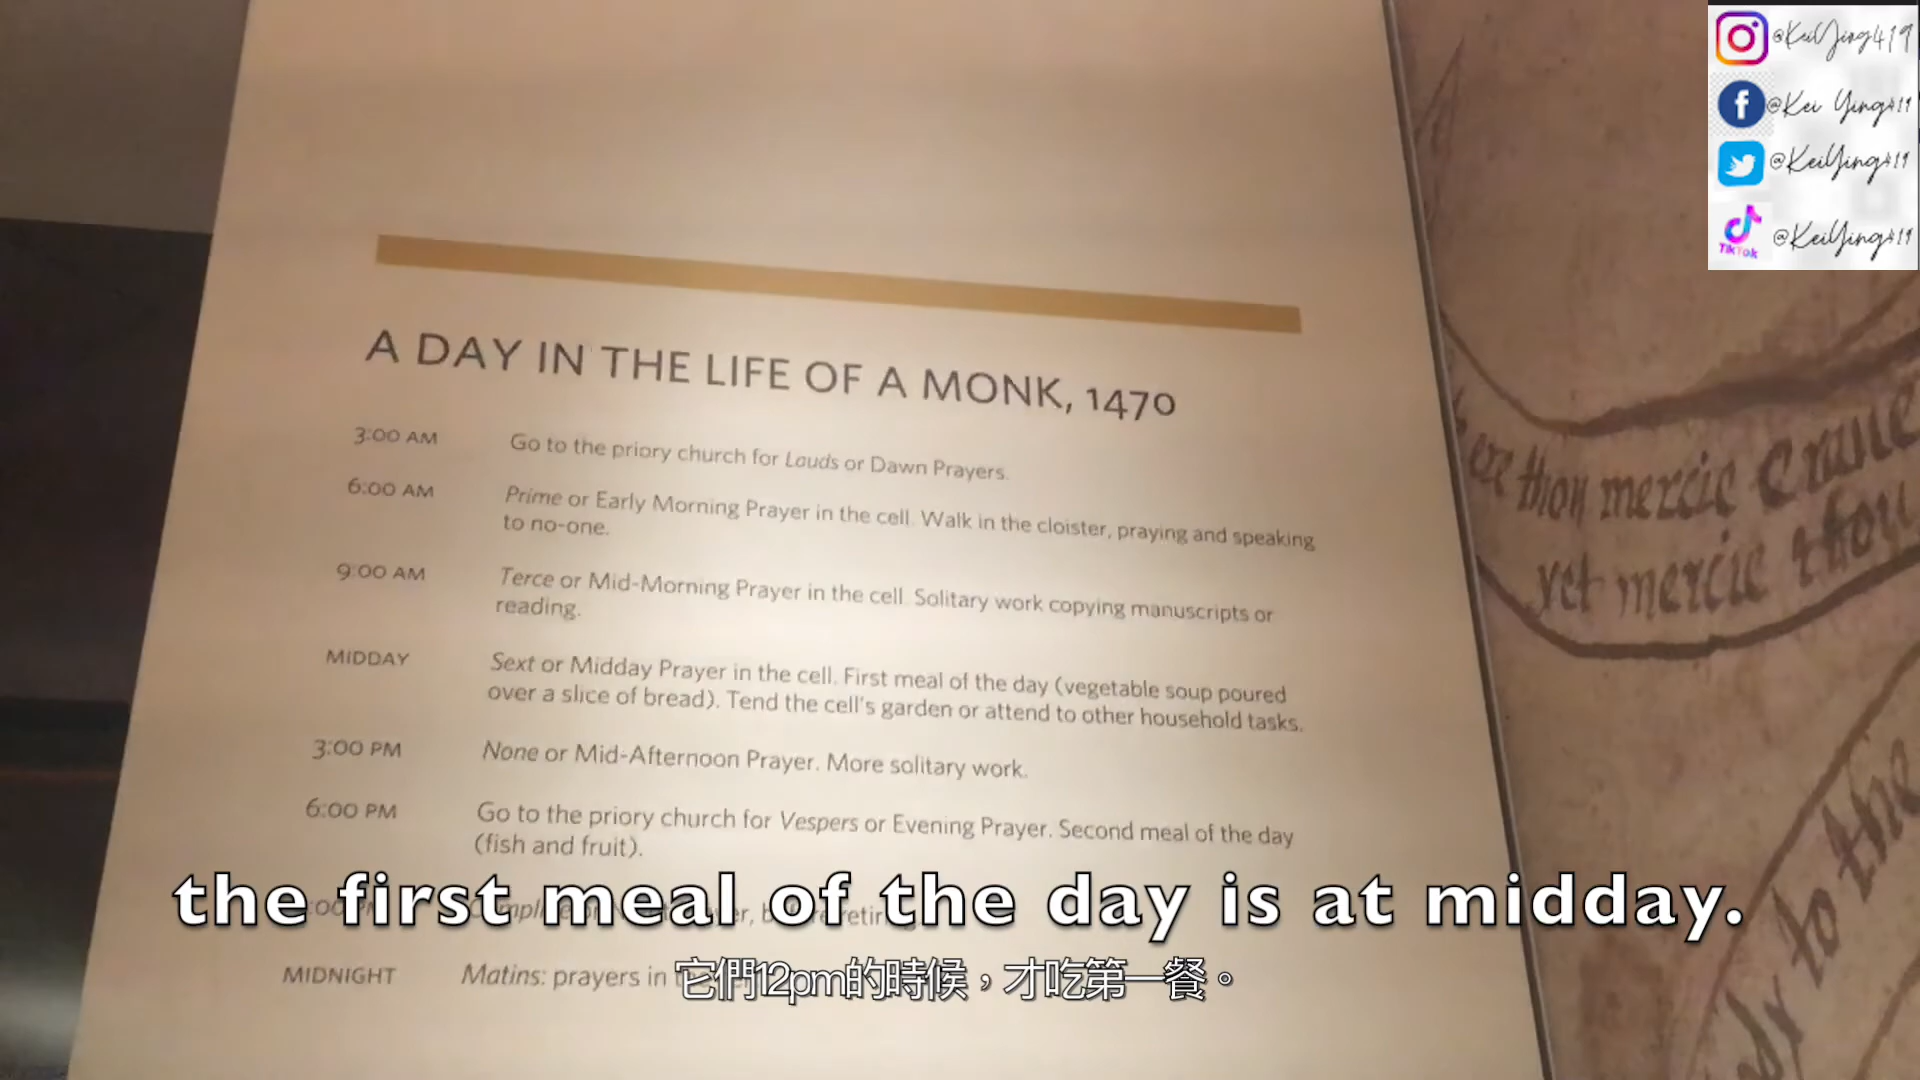 A DAY IN THE LIFE OF A MONK, 1470
3:00 AM Go to the priory church for Lauds or Dawn Prayers.
6:00 AM Prime or Early Morning Prayer in the cell. Walk in the cloister, praying and speaking
to no-one.
9:00 AM Terce or Mid-Morning Prayer in the cell. Solitary work copying manuscripts or
reading.
MIDDAY Sext or Midday Prayer in the cell. First meal of the day (vegetable soup poured
over a slice of bread). Tend the cell's garden or attend to other household tasks.
3:00 PM None or Mid-Afternoon Prayer. More solitary work.
6:00 PM Go to the priory church for Vespers or Evening Prayer. Second meal of the day
(fish and fruit).
MIDNIGHT Matins: prayers in
the first meal of the day is at midday.
它們12pm的時候，才吃第一餐。
@KeiYing419
@Kei Ying419
@KeiYing419
TikTok
@KeiYing419
thou mercie
yet mercie thou
to the